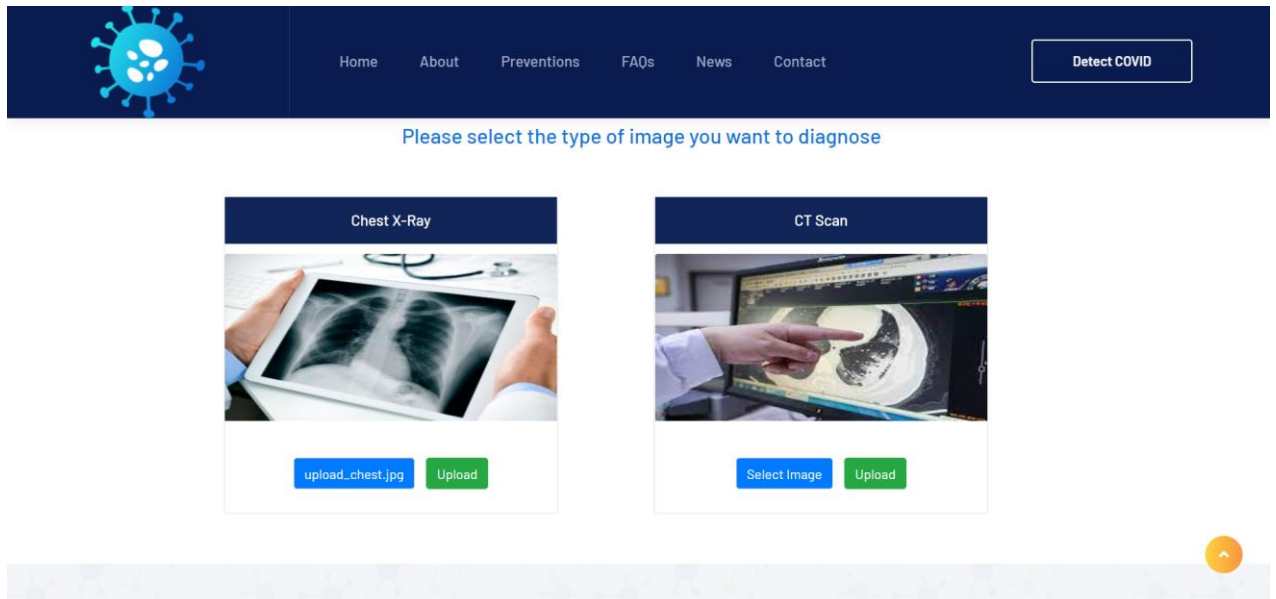 Home About Preventions FAQs News Contact Detect COVID
Please select the type of image you want to diagnose
Chest X-Ray
CT Scan
upload_chest.jpg Upload
Select Image Upload